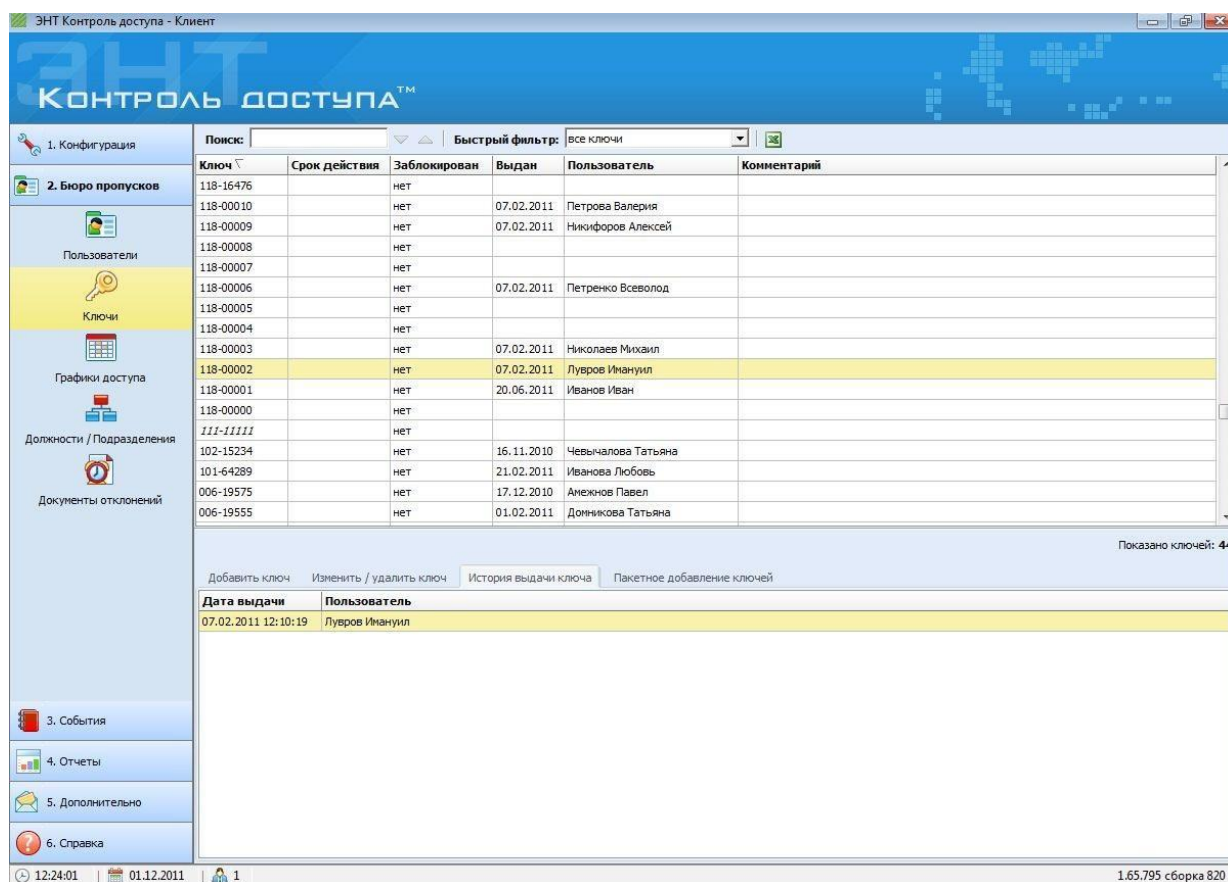 ЭНТ Контроль доступа - Клиент
ЭНТ
КОНТРОЛЬ ДОСТУПА™
1. Конфигурация
2. Бюро пропусков
Пользователи
Ключи
Графики доступа
Должности / Подразделения
Документы отклонений
3. События
4. Отчеты
5. Дополнительно
6. Справка
Поиск: Быстрый фильтр: все ключи
Ключ Срок действия Заблокирован Выдан Пользователь Комментарий
118-16476 нет
118-00010 нет 07.02.2011 Петрова Валерия
118-00009 нет 07.02.2011 Никифоров Алексей
118-00008 нет
118-00007 нет
118-00006 нет 07.02.2011 Петренко Всеволод
118-00005 нет
118-00004 нет
118-00003 нет 07.02.2011 Николаев Михаил
118-00002 нет 07.02.2011 Лувров Имануил
118-00001 нет 20.06.2011 Иванов Иван
118-00000 нет
111-11111 нет
102-15234 нет 16.11.2010 Чевычалова Татьяна
101-64289 нет 21.02.2011 Иванова Любовь
006-19575 нет 17.12.2010 Амежнов Павел
006-19555 нет 01.02.2011 Домникова Татьяна
Показано ключей: 44
Добавить ключ Изменить / удалить ключ История выдачи ключа Пакетное добавление ключей
Дата выдачи Пользователь
07.02.2011 12:10:19 Лувров Имануил
12:24:01 01.12.2011 1 1.65.795 сборка 820